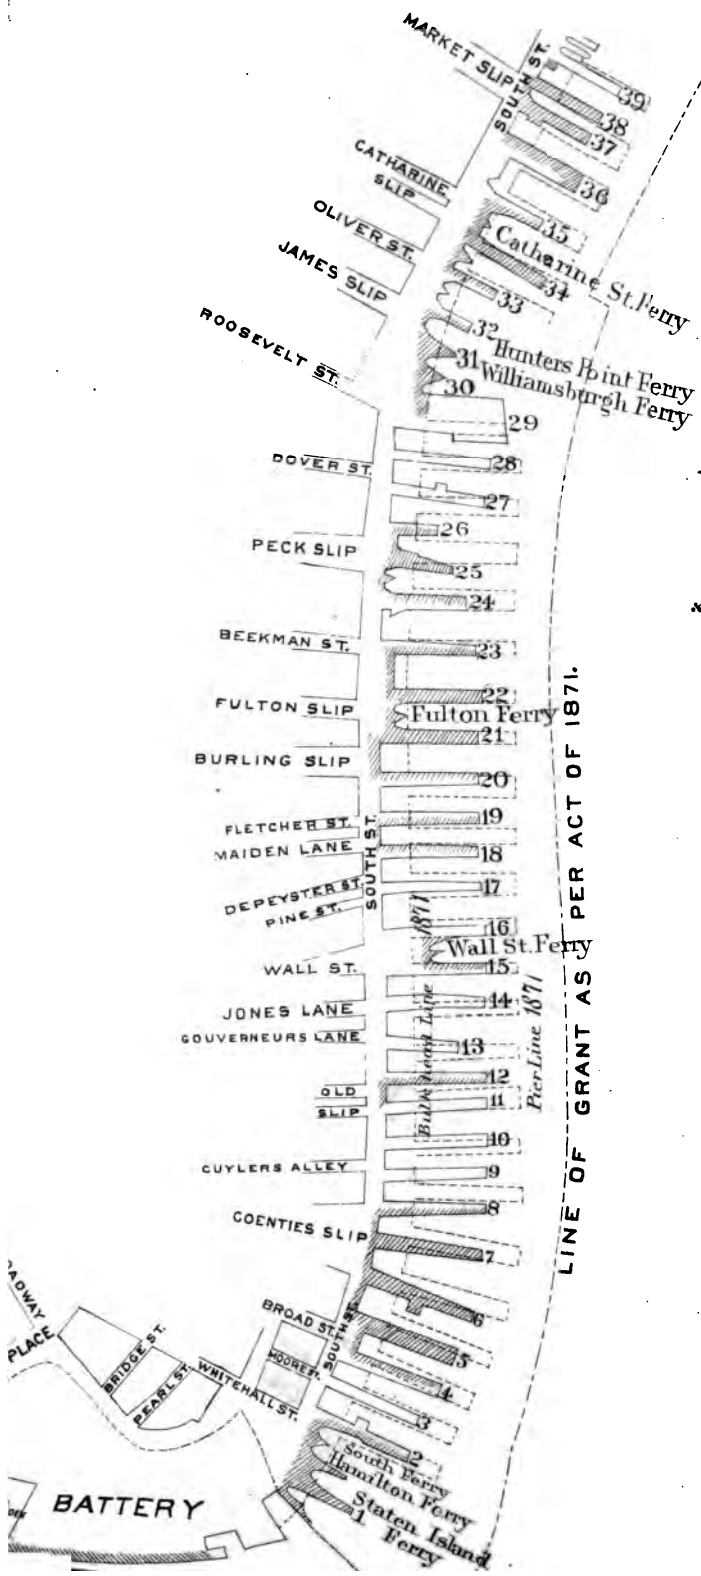 MARKET SLIP
SOUTH ST.
39
38
37
36
CATHARINE
SLIP
35
OLIVER ST.
Catharine St. Ferry
34
JAMES SLIP
33
32
ROOSEVELT ST.
Hunters Point Ferry
31
Williamsburgh Ferry
30
29
28
DOVER ST.
27
26
PECK SLIP
25
24
BEEKMAN ST.
23
22
FULTON SLIP
Fulton Ferry
21
BURLING SLIP
20
19
FLETCHER ST.
MAIDEN LANE
SOUTH ST.
18
17
DEPEYSTER ST.
PINE ST.
16
Wall St. Ferry
WALL ST.
15
14
JONES LANE
GOUVERNEURS LANE
13
12
OLD
SLIP
11
Bulkhead Line 1871
Pier Line 1871
LINE OF GRANT AS PER ACT OF 1871.
10
CUYLERS ALLEY
9
8
COENTIES SLIP
7
6
BROAD ST.
SOUTH ST.
5
MOORE ST.
4
WHITEHALL ST.
3
ADWAY
PLACE
BRIDGE ST.
PEARL ST.
2
South Ferry
Hamilton Ferry
BATTERY
Staten Island
1 Ferry